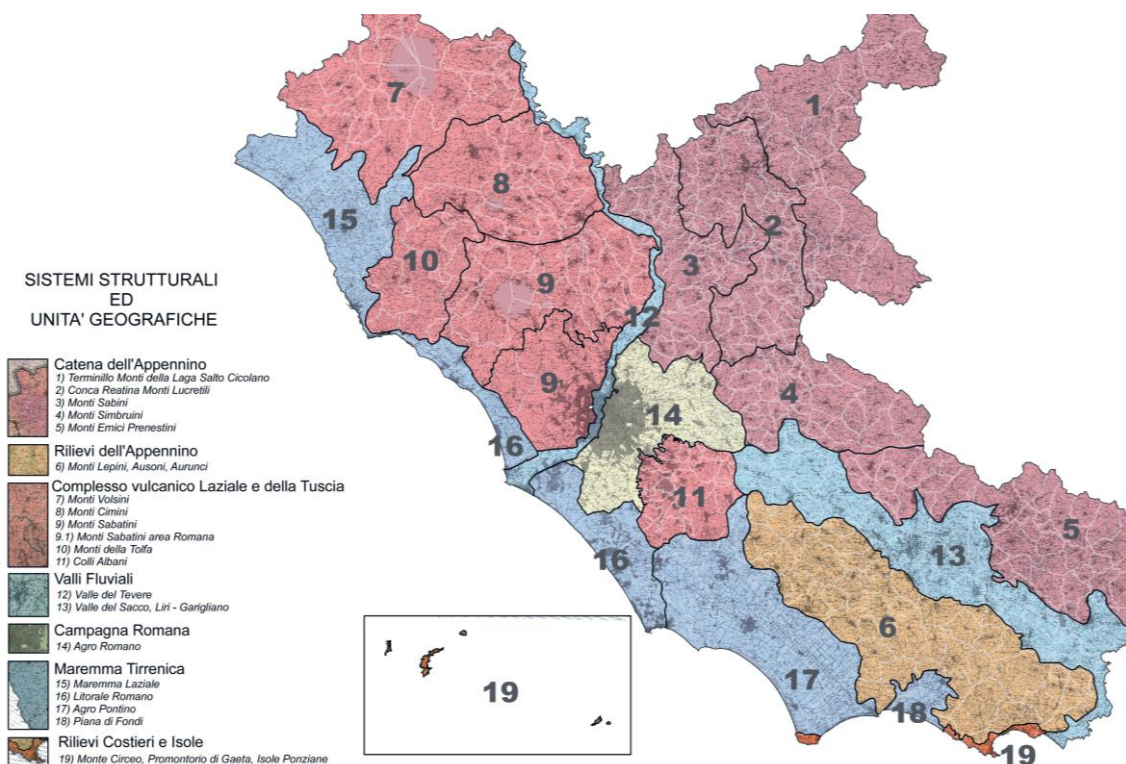 SISTEMI STRUTTURALI
ED
UNITA' GEOGRAFICHE
Catena dell'Appennino
1) Terminillo Monti della Laga Salto Cicolano
2) Conca Reatina Monti Lucretili
3) Monti Sabini
4) Monti Simbruini
5) Monti Ernici Prenestini
Rilievi dell'Appennino
6) Monti Lepini, Ausoni, Aurunci
Complesso vulcanico Laziale e della Tuscia
7) Monti Volsini
8) Monti Cimini
9) Monti Sabatini
9.1) Monti Sabatini area Romana
10) Monti della Tolfa
11) Colli Albani
Valli Fluviali
12) Valle del Tevere
13) Valle del Sacco, Liri - Garigliano
Campagna Romana
14) Agro Romano
Maremma Tirrenica
15) Maremma Laziale
16) Litorale Romano
17) Agro Pontino
18) Piana di Fondi
Rilievi Costieri e Isole
19) Monte Circeo, Promontorio di Gaeta, Isole Ponziane
7
1
8
15
2
3
10
9
12
9
4
14
16
11
13
5
16
6
17
19
18
19